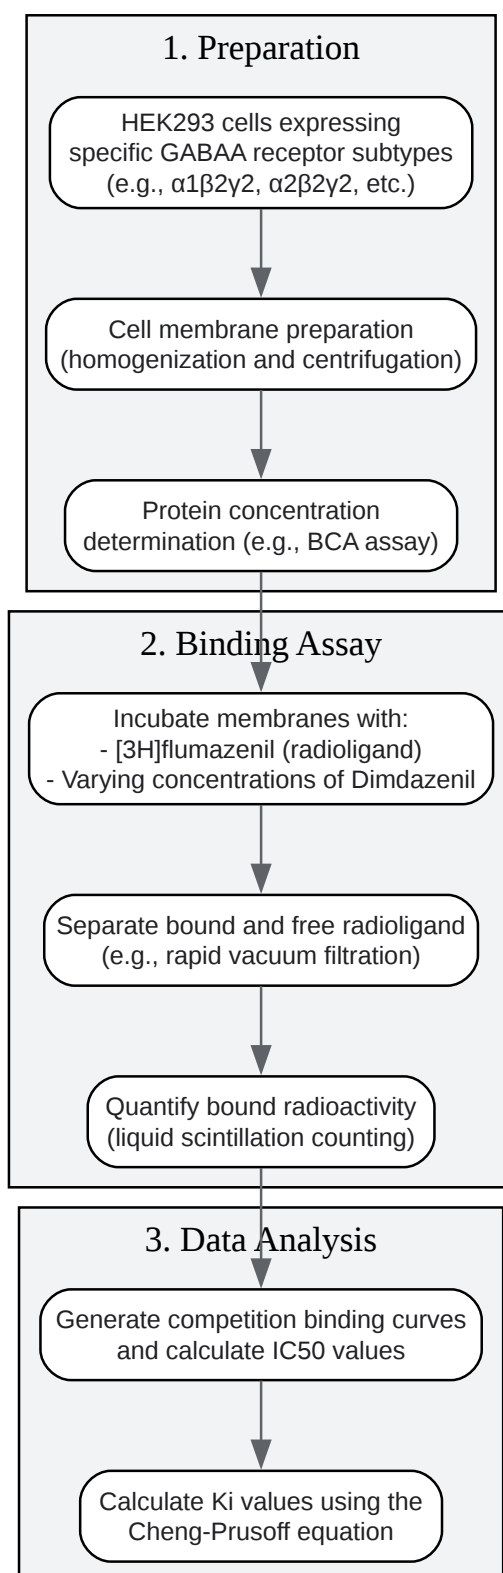 1. Preparation
HEK293 cells expressing
specific GABAA receptor subtypes
(e.g., α1β2γ2, α2β2γ2, etc.)
Cell membrane preparation
(homogenization and centrifugation)
Protein concentration
determination (e.g., BCA assay)
2. Binding Assay
Incubate membranes with:
- [3H]flumazenil (radioligand)
- Varying concentrations of Dimdazenil
Separate bound and free radioligand
(e.g., rapid vacuum filtration)
Quantify bound radioactivity
(liquid scintillation counting)
3. Data Analysis
Generate competition binding curves
and calculate IC50 values
Calculate Ki values using the
Cheng-Prusoff equation